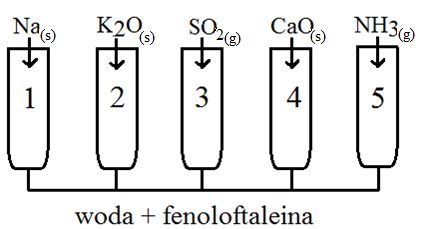 Na(s) K2O(s) SO2(g) CaO(s) NH3(g)
1 2 3 4 5
woda + fenoloftaleina